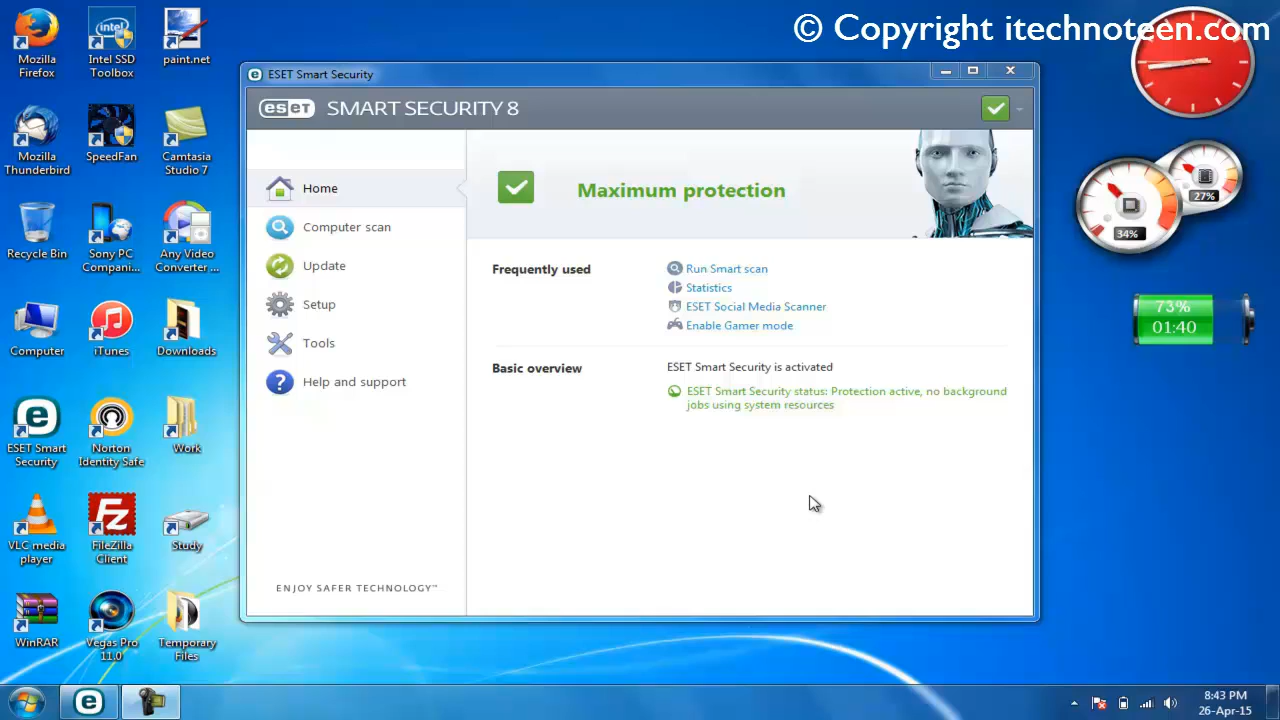 © Copyright itechnoteen.com
Mozilla
Firefox
Intel SSD
Toolbox
paint.net
Mozilla
Thunderbird
SpeedFan
Camtasia
Studio 7
Recycle Bin
Sony PC
Compani...
Any Video
Converter ...
Computer
iTunes
Downloads
ESET Smart
Security
Norton
Identity Safe
Work
VLC media
player
FileZilla
Client
Study
WinRAR
Vegas Pro
11.0
Temporary
Files
ESET Smart Security
eseT SMART SECURITY 8
Home
Computer scan
Update
Setup
Tools
Help and support
ENJOY SAFER TECHNOLOGY™
Maximum protection
Frequently used
Run Smart scan
Statistics
ESET Social Media Scanner
Enable Gamer mode
Basic overview
ESET Smart Security is activated
ESET Smart Security status: Protection active, no background
jobs using system resources
27%
34%
73%
01:40
8:43 PM
26-Apr-15